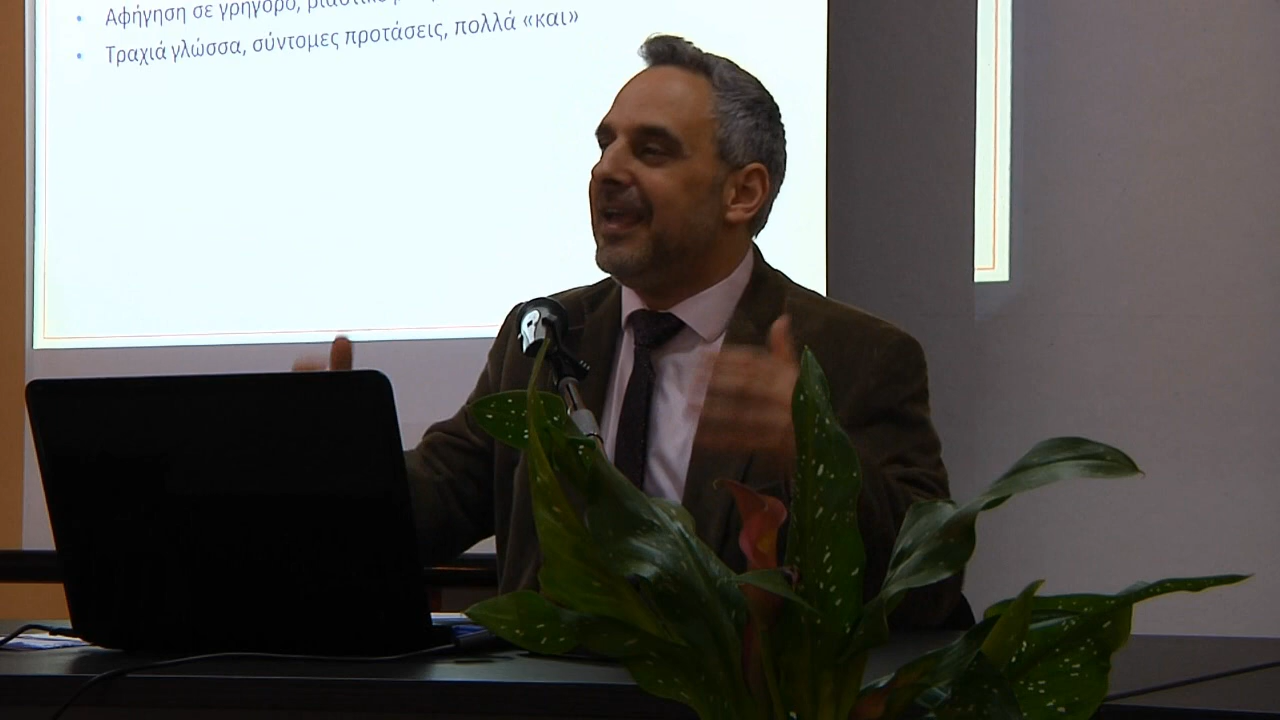 Αφήγηση σε γρήγορο,
Τραχιά γλώσσα, σύντομες προτάσεις, πολλά «και»